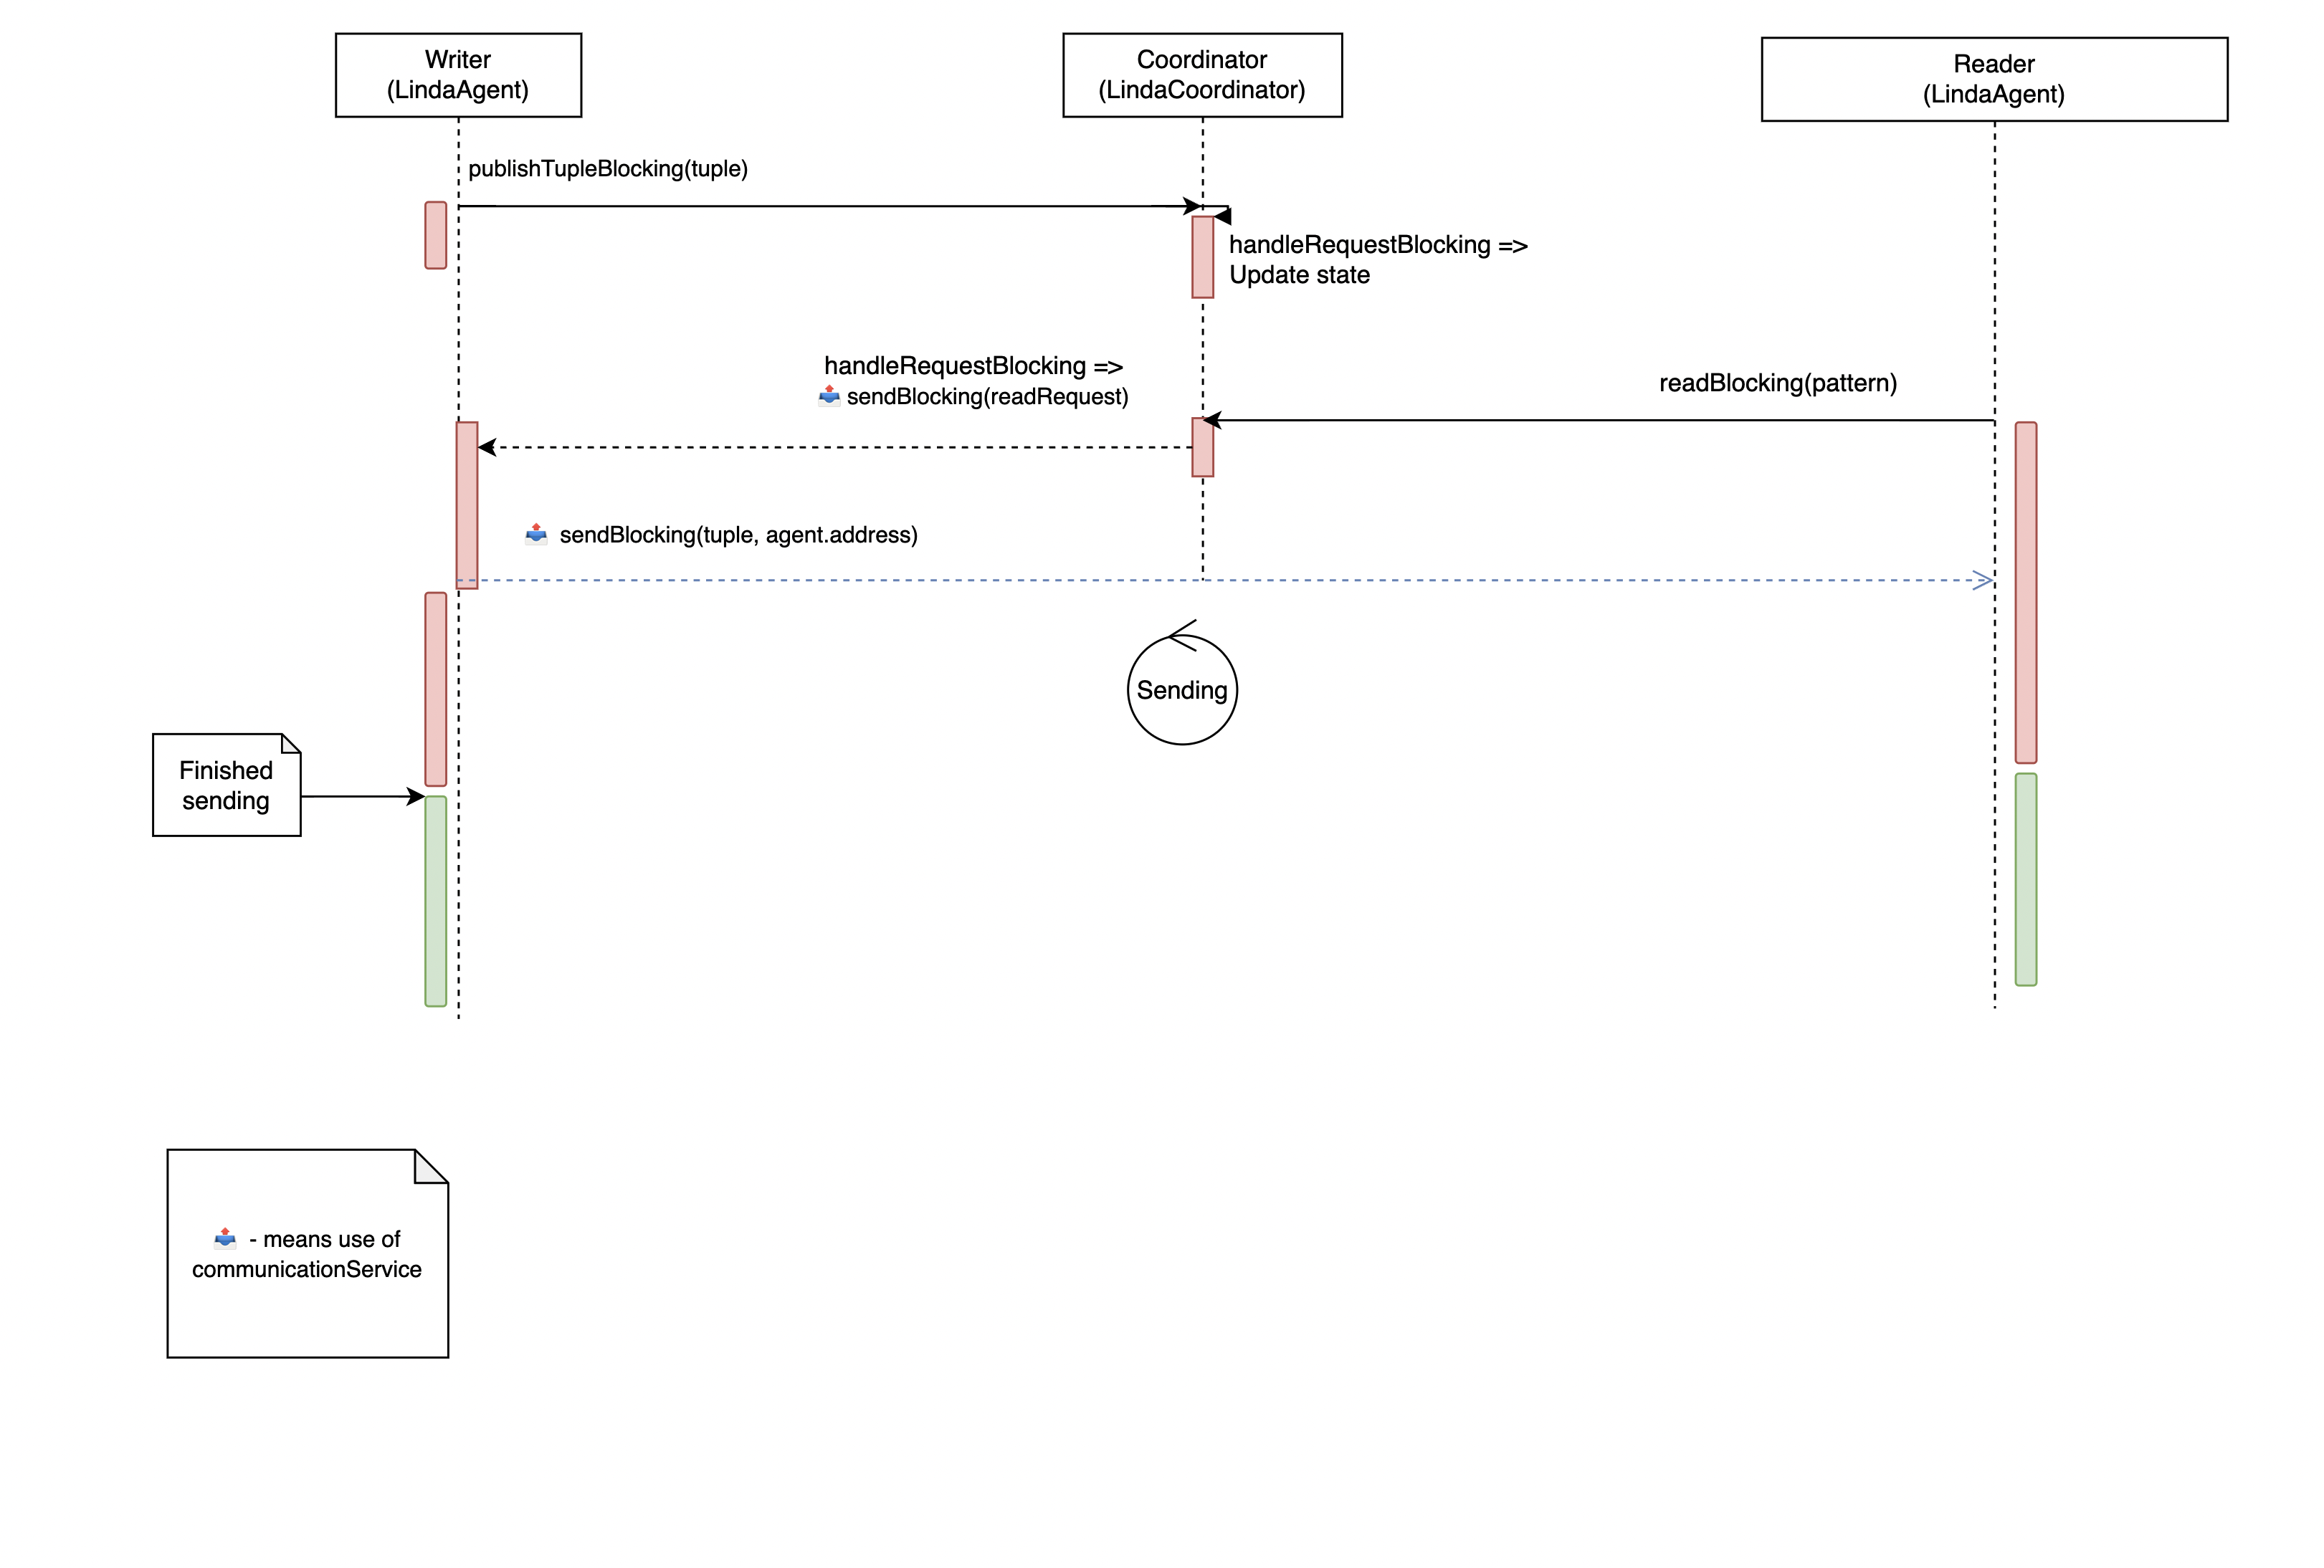 Writer
(LindaAgent)
Coordinator
(LindaCoordinator)
Reader
(LindaAgent)
publishTupleBlocking(tuple)
handleRequestBlocking =>
Update state
handleRequestBlocking =>
📤 sendBlocking(readRequest)
readBlocking(pattern)
📤 sendBlocking(tuple, agent.address)
Sending
Finished
sending
📤 - means use of
communicationService